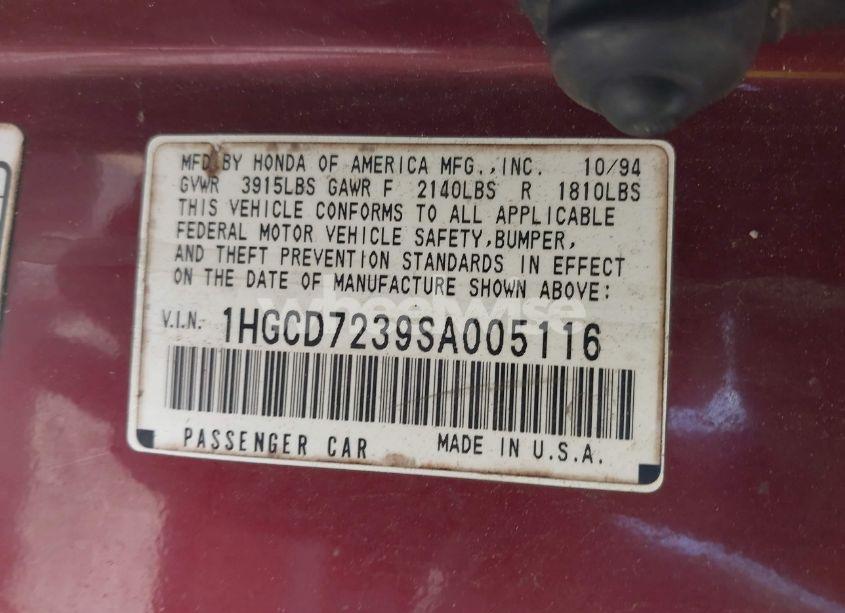 MFD BY HONDA OF AMERICA MFG., INC. 10/94
GVWR 3915LBS GAWR F 2140LBS R 1810LBS
THIS VEHICLE CONFORMS TO ALL APPLICABLE
FEDERAL MOTOR VEHICLE SAFETY,BUMPER,
AND THEFT PREVENTION STANDARDS IN EFFECT
ON THE DATE OF MANUFACTURE SHOWN ABOVE:
wheelwise
V.I.N. 1HGCD7239SA005116
PASSENGER CAR MADE IN U.S.A.